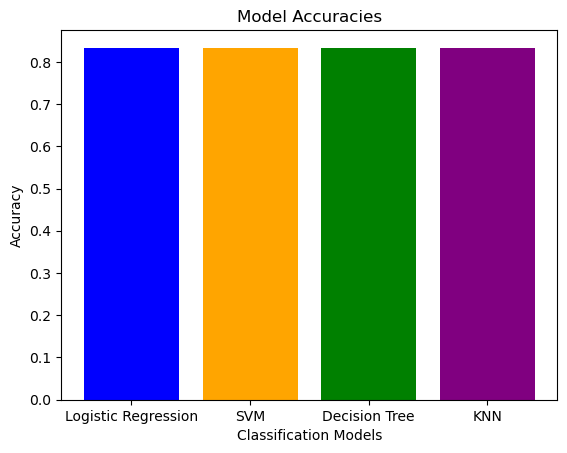 Model Accuracies
0.8
0.7
0.6
0.5
0.4
0.3
0.2
0.1
0.0
Accuracy
Logistic Regression
SVM
Decision Tree
KNN
Classification Models